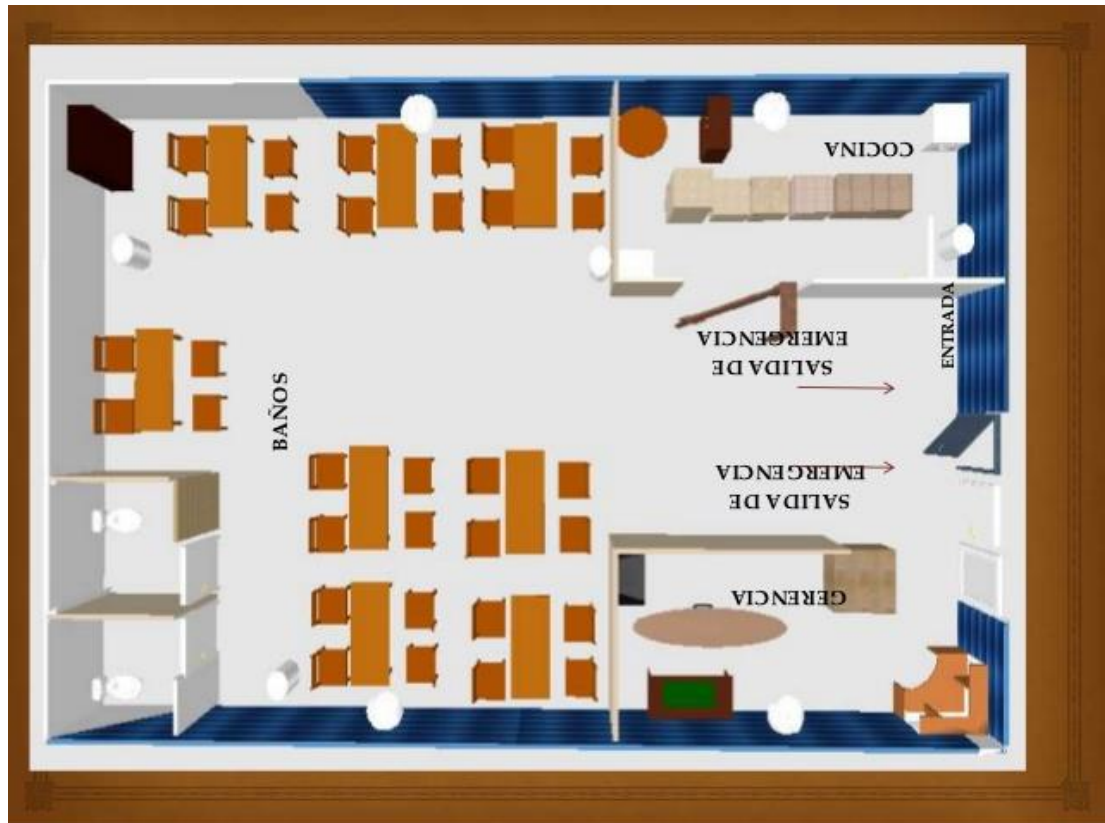 COCINA
ENTRADA
SALIDA DE
EMERGENCIA
BAÑOS
SALIDA DE
EMERGENCIA
GERENCIA